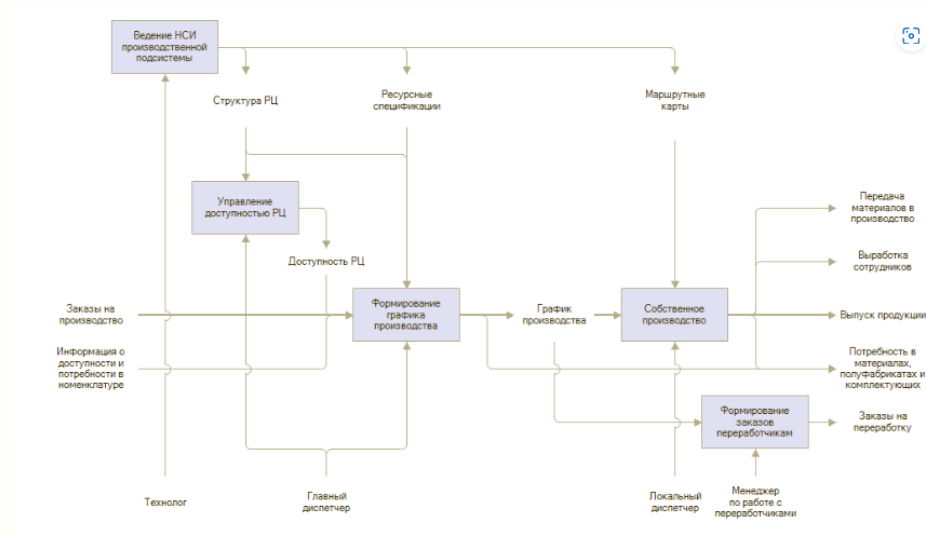 Ведение НСИ
производственной
подсистемы
Структура РЦ
Ресурсные
спецификации
Маршрутные
карты
Управление
доступностью РЦ
Передача
материалов в
производство
Доступность РЦ
Выработка
сотрудников
Заказы на
производство
Формирование
графика
производства
График
производства
Собственное
производство
Выпуск продукции
Информация о
доступности и
потребности в
номенклатуре
Потребность в
материалах,
полуфабрикатах и
комплектующих
Формирование
заказов
переработчикам
Заказы на
переработку
Технолог
Главный
диспетчер
Локальный
диспетчер
Менеджер
по работе с
переработчиками